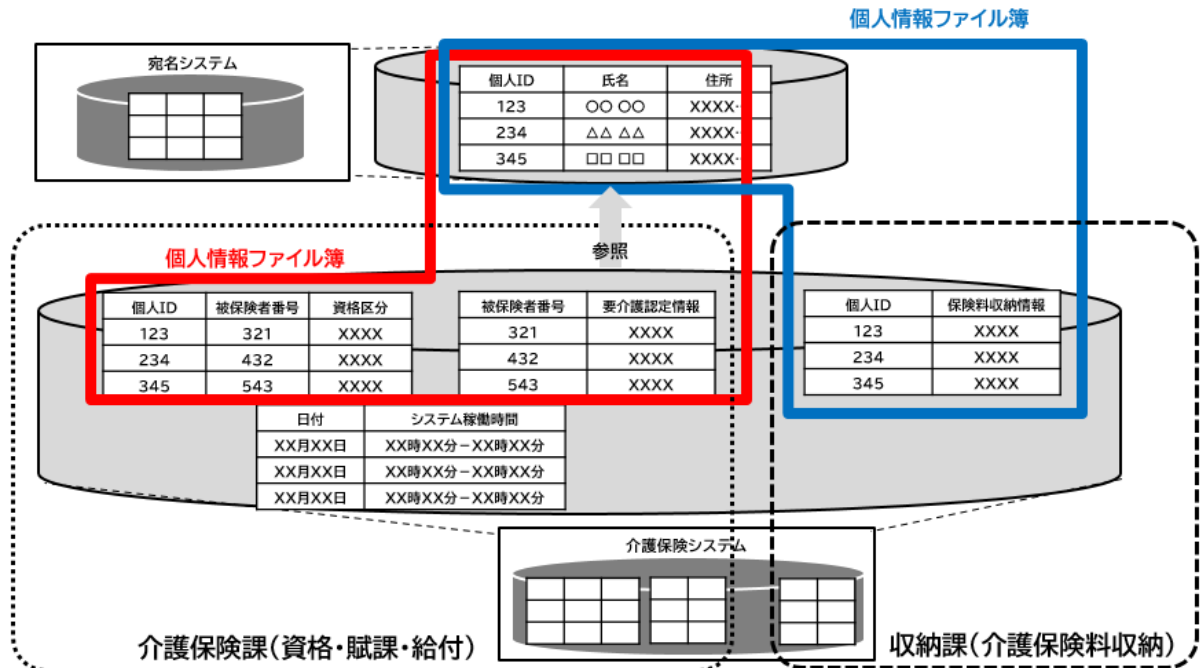 個人情報ファイル簿
宛名システム
個人ID 氏名 住所
123 〇〇 〇〇 XXXX…
234 △△ △△ XXXX…
345 □□ □□ XXXX…
参照
個人情報ファイル簿
個人ID 被保険者番号 資格区分
123 321 XXXX
234 432 XXXX
345 543 XXXX
被保険者番号 要介護認定情報
321 XXXX
432 XXXX
543 XXXX
個人ID 保険料収納情報
123 XXXX
234 XXXX
345 XXXX
日付 システム稼働時間
XX月XX日 XX時XX分－XX時XX分
XX月XX日 XX時XX分－XX時XX分
XX月XX日 XX時XX分－XX時XX分
介護保険システム
介護保険課(資格・賦課・給付)
収納課(介護保険料収納)